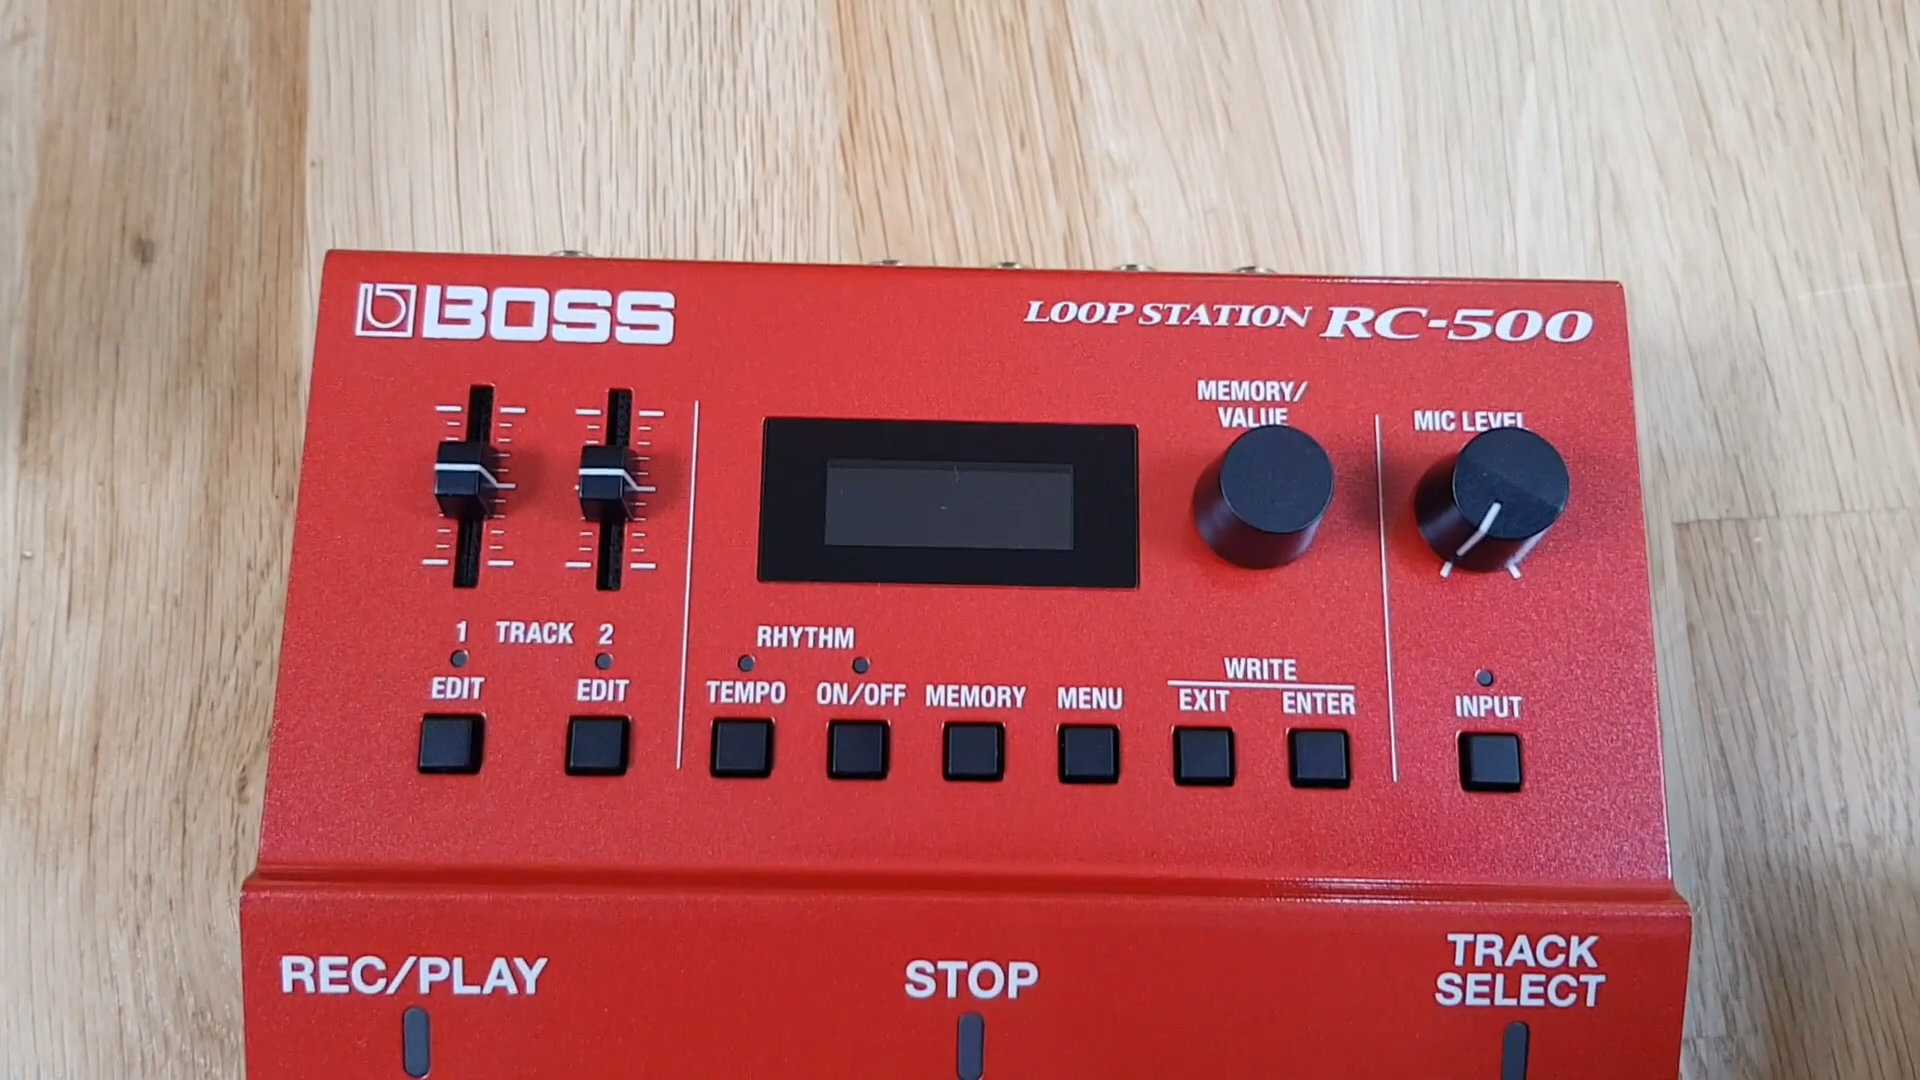 BOSS
LOOP STATION RC-500
MEMORY/
VALUE
MIC LEVEL
1 TRACK 2
EDIT EDIT
RHYTHM
TEMPO ON/OFF MEMORY MENU
WRITE
EXIT ENTER
INPUT
REC/PLAY
STOP
TRACK
SELECT